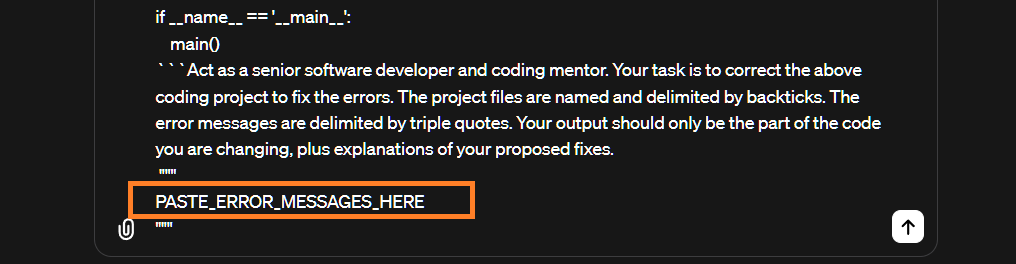 if __name__ == '__main__':
    main()
```Act as a senior software developer and coding mentor. Your task is to correct the above
coding project to fix the errors. The project files are named and delimited by backticks. The
error messages are delimited by triple quotes. Your output should only be the part of the code
you are changing, plus explanations of your proposed fixes.
"""
PASTE_ERROR_MESSAGES_HERE
"""